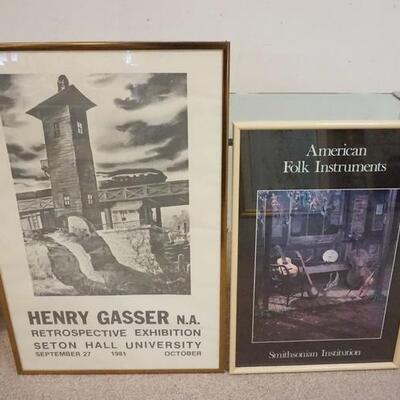 HENRY GASSER N.A.
RETROSPECTIVE EXHIBITION
SETON HALL UNIVERSITY
SEPTEMBER 27 1981 OCTOBER
American
Folk Instruments
Smithsonian Institution